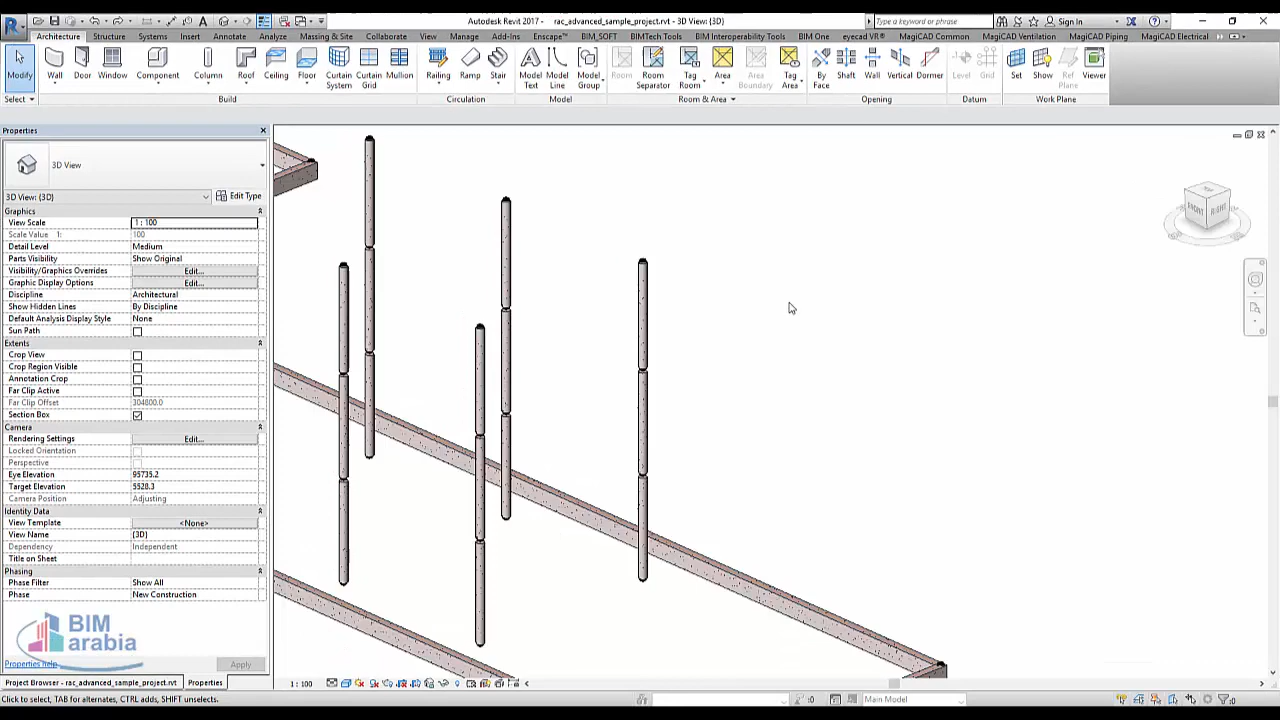 Autodesk Revit 2017 - rac_advanced_sample_project.rvt - 3D View: {3D}
Type a keyword or phrase
Sign In
Architecture Structure Systems Insert Annotate Analyze Massing & Site Collaborate View Manage Add-Ins Enscape™ BIM_SOFT BIMTech Tools BIM Interoperability Tools BIM One eyecad VR® MagiCAD Common MagiCAD Ventilation MagiCAD Piping MagiCAD Electrical
Modify Wall Door Window Component Column Roof Ceiling Floor Curtain System Curtain Grid Mullion Railing Ramp Stair Model Text Model Line Model Group Room Room Separator Tag Room Area Area Boundary Tag Area By Face Shaft Wall Vertical Dormer Level Grid Set Show Ref Plane Viewer
Select Build Circulation Model Room & Area Opening Datum Work Plane
Properties
3D View
3D View: {3D} Edit Type
Graphics
View Scale 1 : 100
Scale Value 1: 100
Detail Level Medium
Parts Visibility Show Original
Visibility/Graphics Overrides Edit...
Graphic Display Options Edit...
Discipline Architectural
Show Hidden Lines By Discipline
Default Analysis Display Style None
Sun Path
Extents
Crop View
Crop Region Visible
Annotation Crop
Far Clip Active
Far Clip Offset 304800.0
Section Box
Camera
Rendering Settings Edit...
Locked Orientation
Perspective
Eye Elevation 95735.2
Target Elevation 5528.3
Camera Position Adjusting
Identity Data
View Template <None>
View Name {3D}
Dependency Independent
Title on Sheet
Phasing
Phase Filter Show All
Phase New Construction
BIM
arabia
Properties help Apply
Project Browser - rac_advanced_sample_project.rvt Properties
1 : 100
Click to select, TAB for alternates, CTRL adds, SHIFT unselects.
:0
Main Model
:0
TOP
FRONT
RIGHT